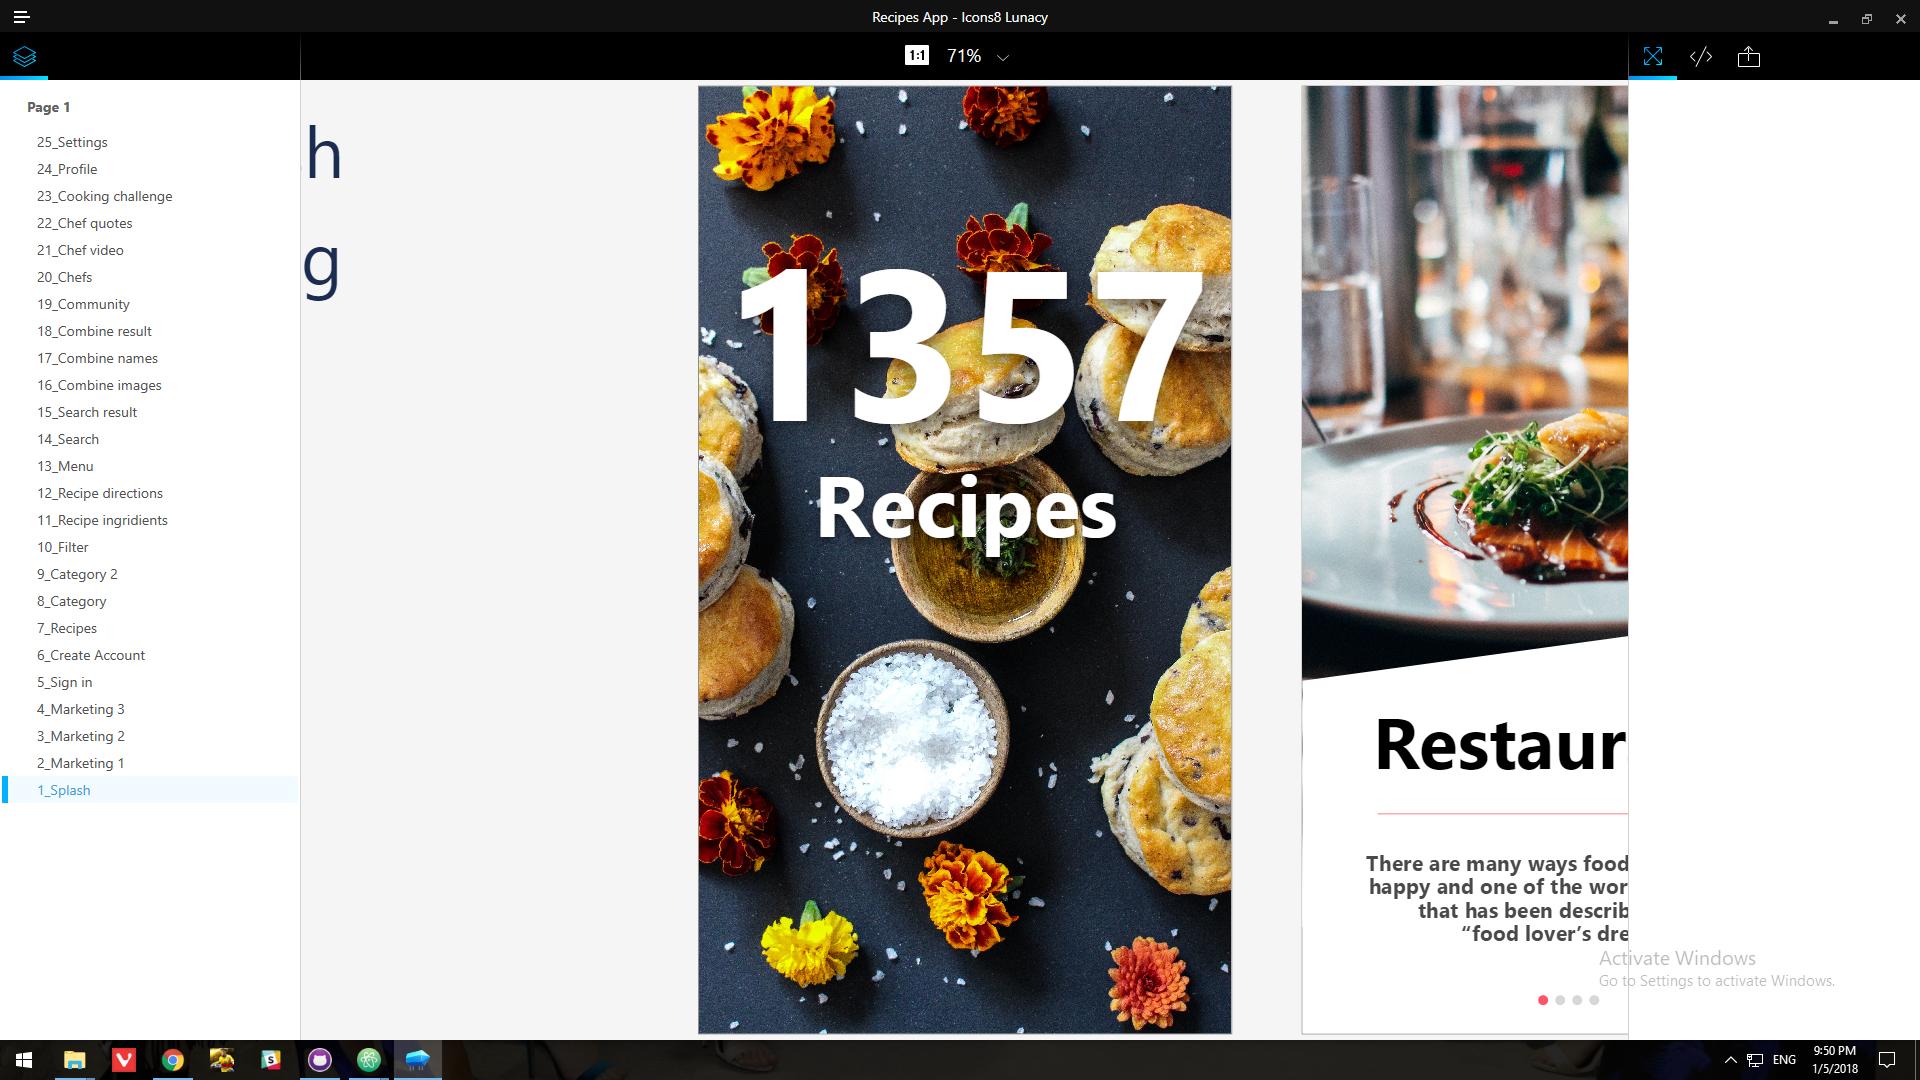 Recipes App - Icons8 Lunacy
1:1 71%
Page 1
25_Settings
24_Profile
23_Cooking challenge
22_Chef quotes
21_Chef video
20_Chefs
19_Community
18_Combine result
17_Combine names
16_Combine images
15_Search result
14_Search
13_Menu
12_Recipe directions
11_Recipe ingridients
10_Filter
9_Category 2
8_Category
7_Recipes
6_Create Account
5_Sign in
4_Marketing 3
3_Marketing 2
2_Marketing 1
1_Splash
h
g
1357
Recipes
Restaur
There are many ways food
happy and one of the wor
that has been describ
“food lover’s dre
Activate Windows
Go to Settings to activate Windows.
ENG
9:50 PM
1/5/2018